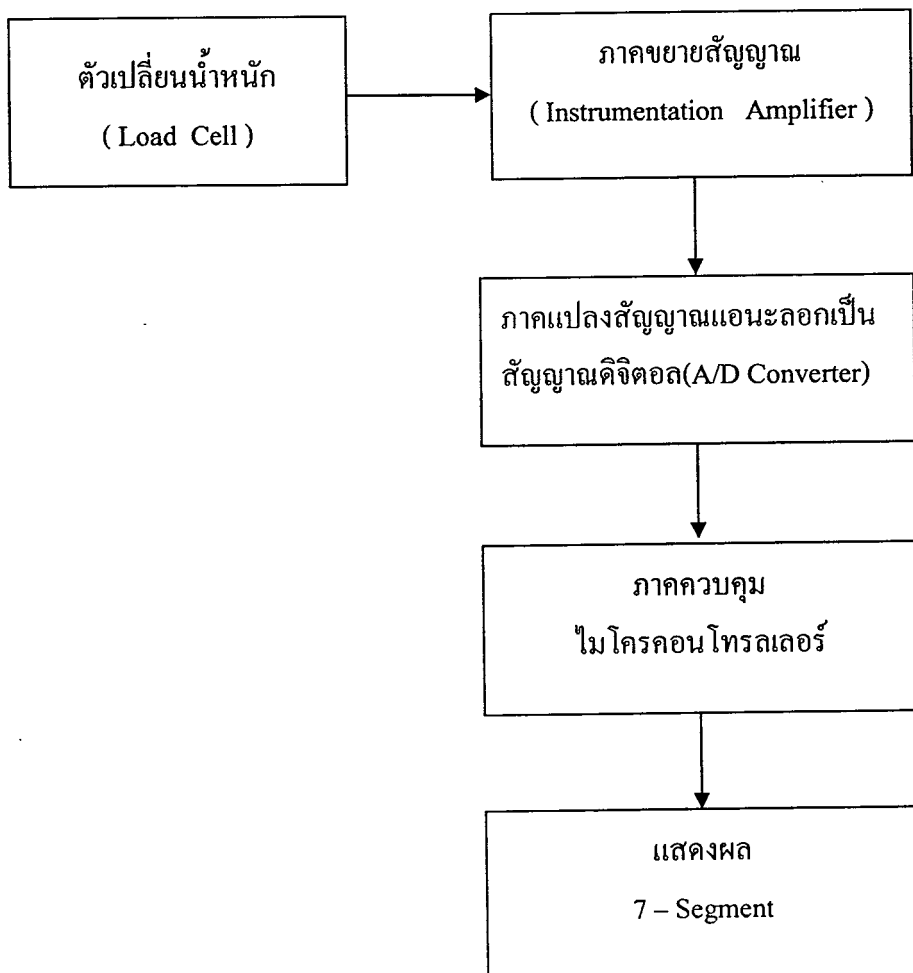 ตัวเปลี่ยนน้ำหนัก
( Load Cell )
ภาคขยายสัญญาณ
( Instrumentation Amplifier )
ภาคแปลงสัญญาณแอนะลอกเป็น
สัญญาณดิจิตอล(A/D Converter)
ภาคควบคุม
ไมโครคอนโทรลเลอร์
แสดงผล
7 – Segment